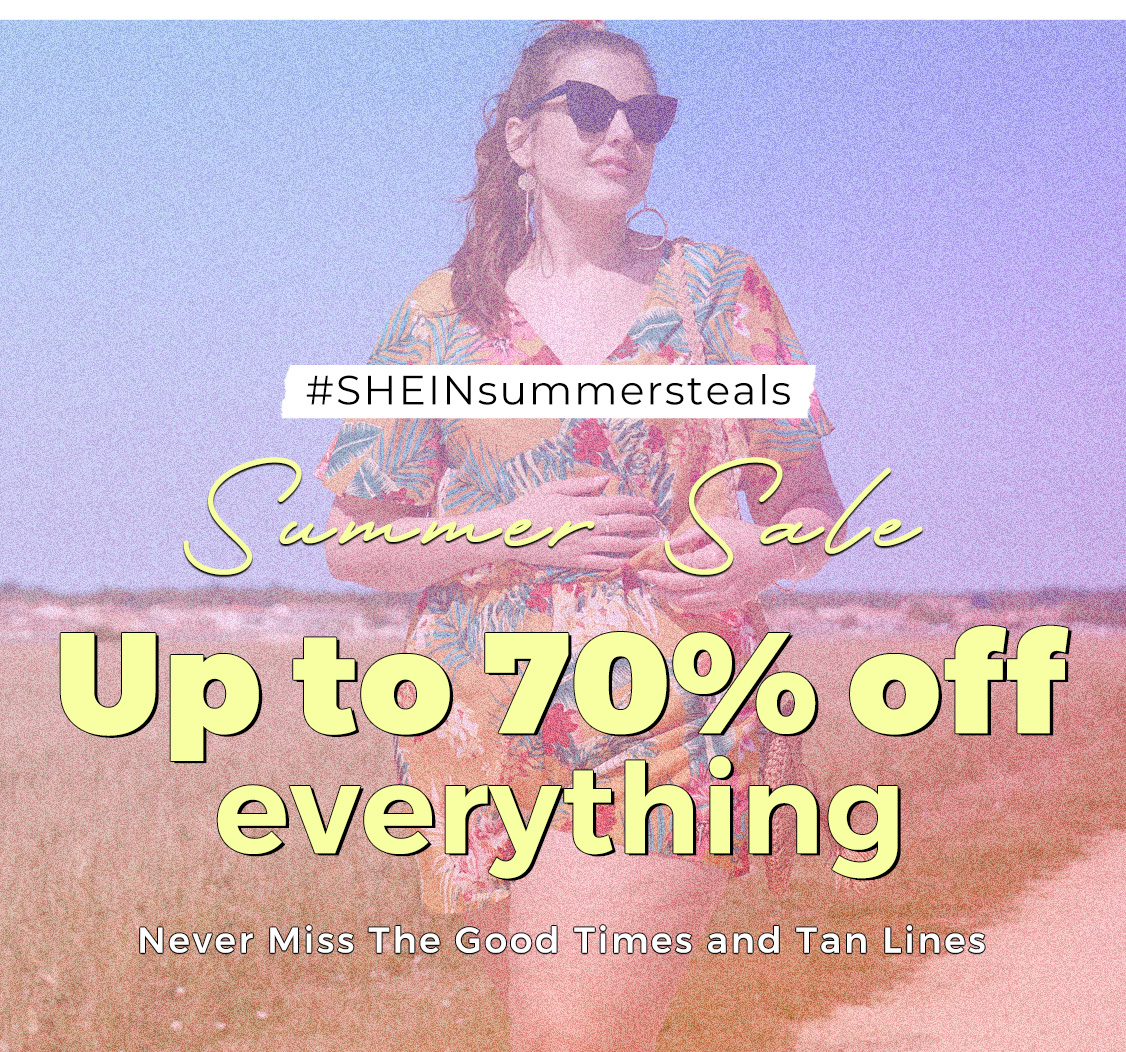 #SHEINsummersteals
Summer Sale
Up to 70% off
everything
Never Miss The Good Times and Tan Lines